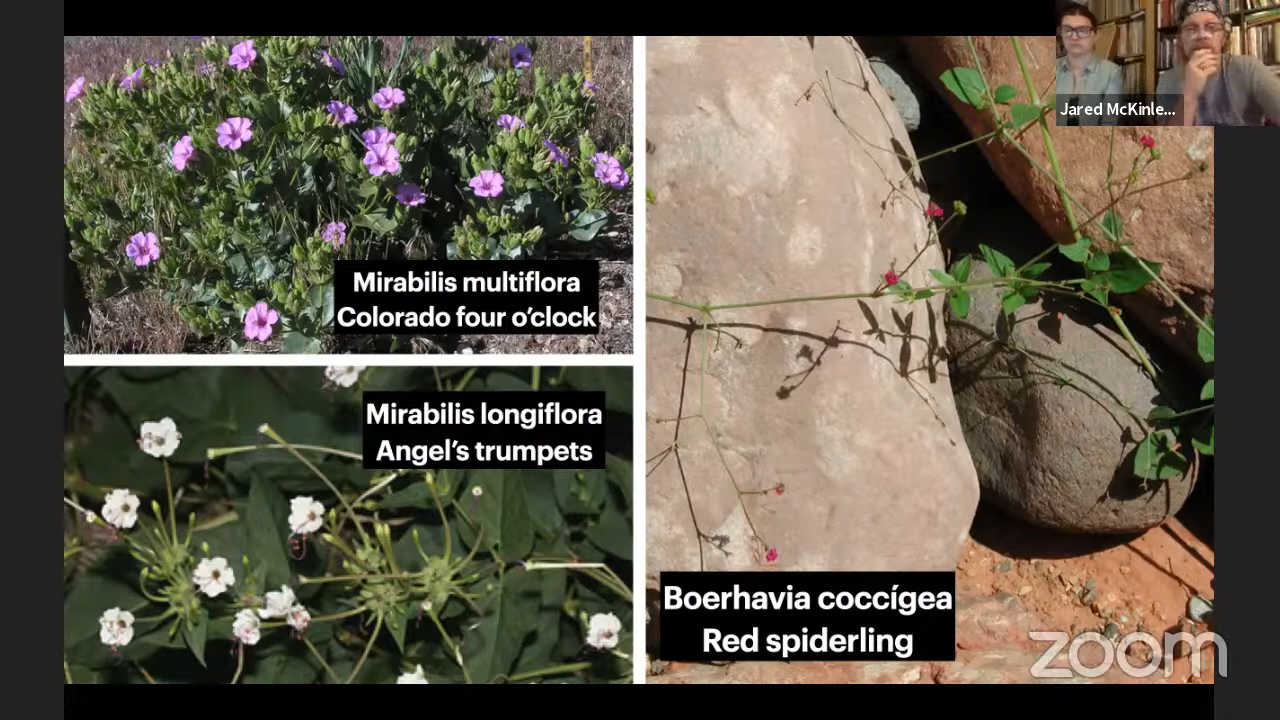 Jared McKinle...
Mirabilis multiflora
Colorado four o’clock
Mirabilis longiflora
Angel’s trumpets
Boerhavia coccígea
Red spiderling
zoom